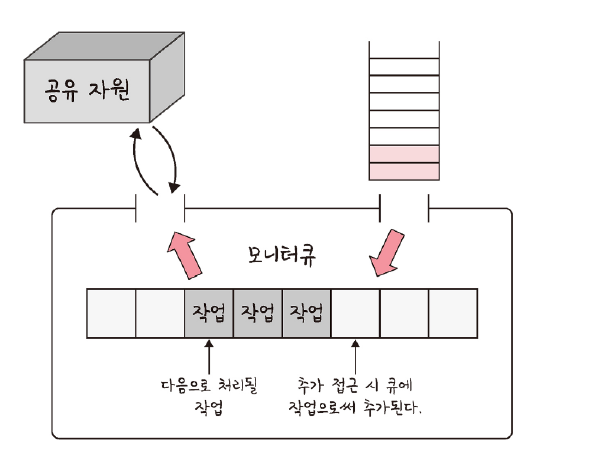 공유 자원
모니터큐
작업 작업 작업
다음으로 처리될
작업
추가 접근 시 큐에
작업으로써 추가된다.